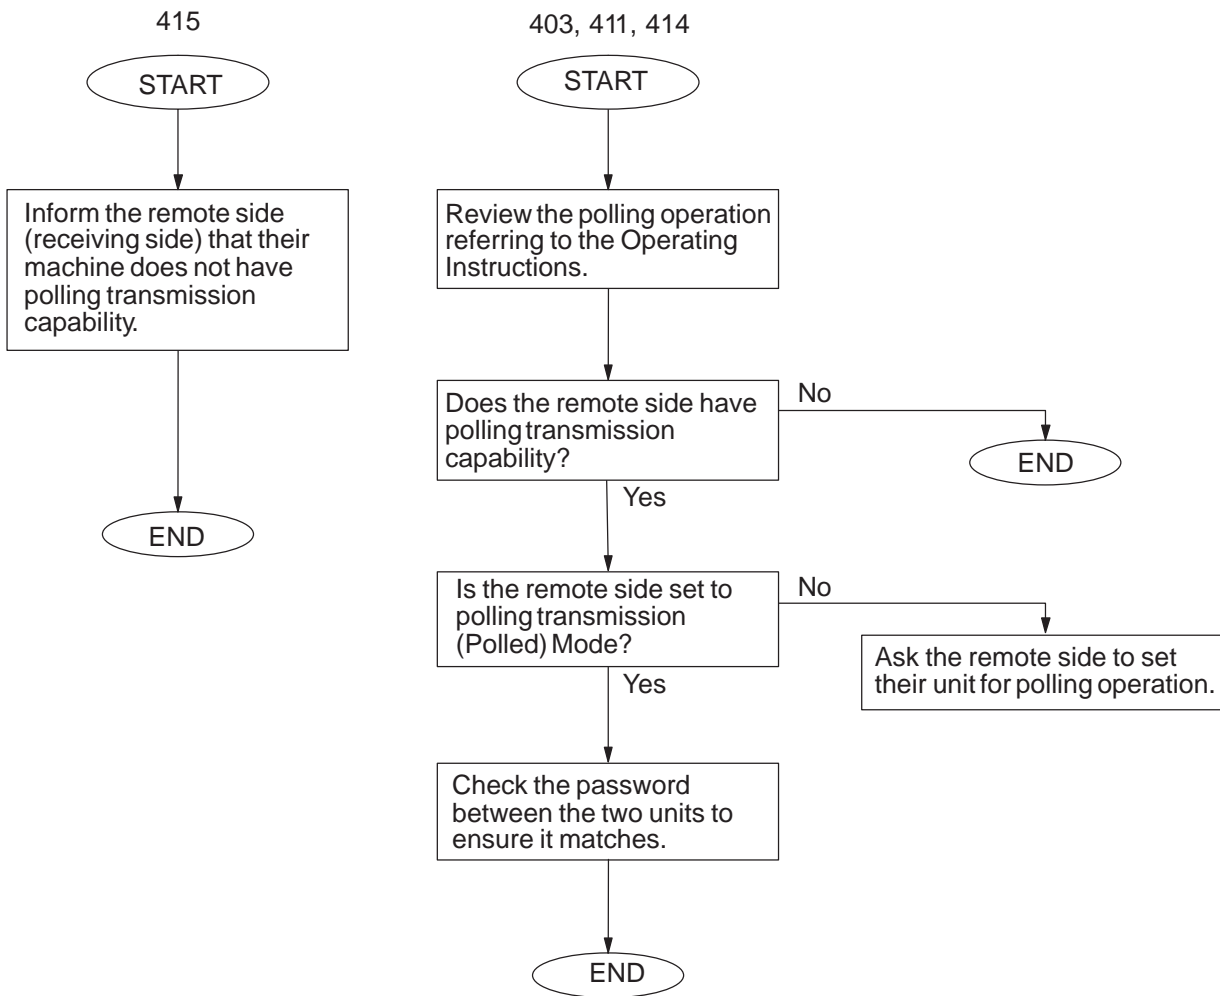 415
START
Inform the remote side
(receiving side) that their
machine does not have
polling transmission
capability.
END
403, 411, 414
START
Review the polling operation
referring to the Operating
Instructions.
Does the remote side have
polling transmission
capability?
No
END
Yes
Is the remote side set to
polling transmission
(Polled) Mode?
No
Ask the remote side to set
their unit for polling operation.
Yes
Check the password
between the two units to
ensure it matches.
END